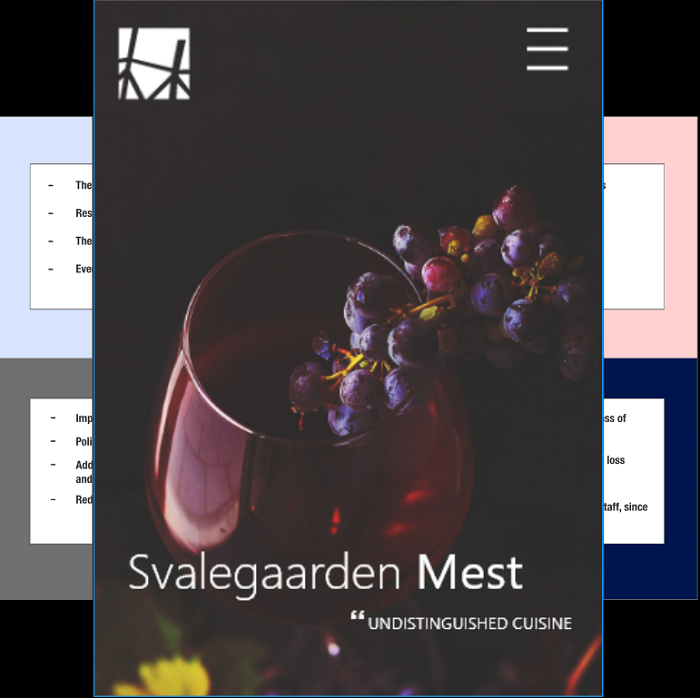 - The
- Res
- The
- Eve
s
- Imp
- Poli
- Add
and
- Red
ss of
loss
taff, since
Svalegaarden Mest
“UNDISTINGUISHED CUISINE